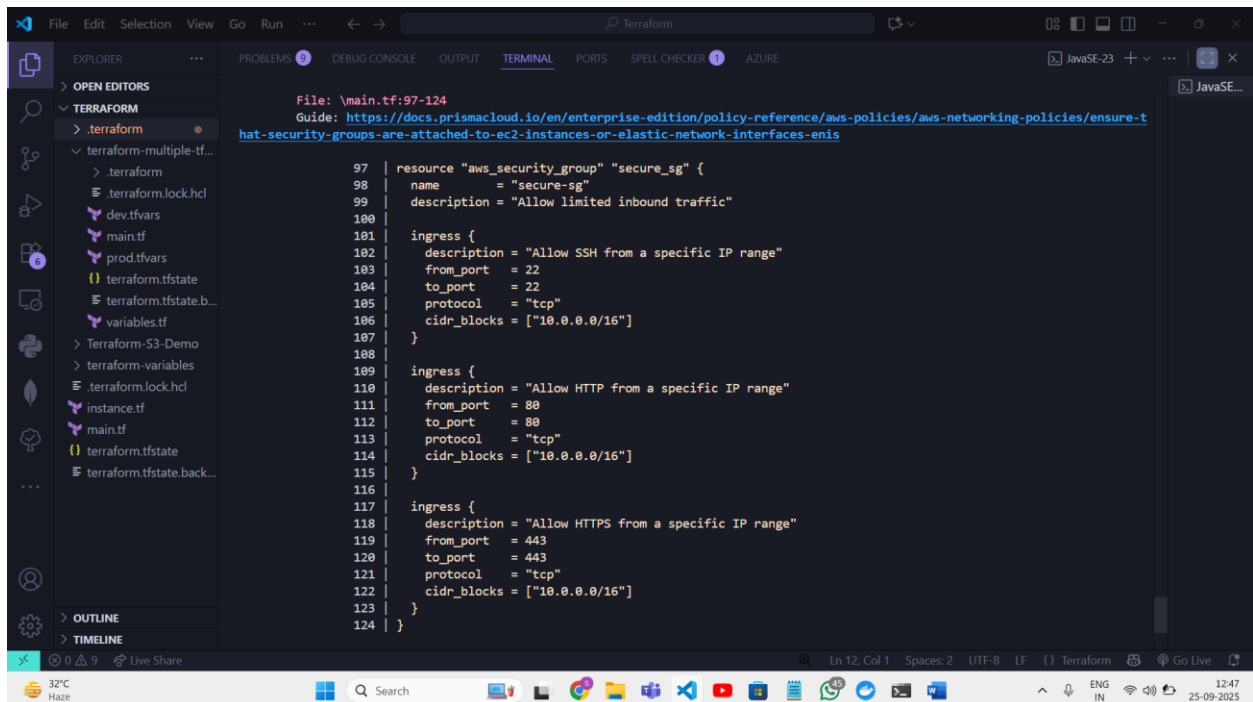 File Edit Selection View Go Run ··· Terraform
EXPLORER ···
OPEN EDITORS
TERRAFORM
.terraform
terraform-multiple-tf...
.terraform
.terraform.lock.hcl
dev.tfvars
main.tf
prod.tfvars
terraform.tfstate
terraform.tfstate.b...
variables.tf
Terraform-S3-Demo
terraform-variables
.terraform.lock.hcl
instance.tf
main.tf
terraform.tfstate
terraform.tfstate.back...
OUTLINE
TIMELINE
6
PROBLEMS 9 DEBUG CONSOLE OUTPUT TERMINAL PORTS SPELL CHECKER 1 AZURE
JavaSE-23
JavaSE...
File: \main.tf:97-124
Guide: https://docs.prismacloud.io/en/enterprise-edition/policy-reference/aws-policies/aws-networking-policies/ensure-t
hat-security-groups-are-attached-to-ec2-instances-or-elastic-network-interfaces-enis
97 | resource "aws_security_group" "secure_sg" {
98 |   name        = "secure-sg"
99 |   description = "Allow limited inbound traffic"
100 |
101 |   ingress {
102 |     description = "Allow SSH from a specific IP range"
103 |     from_port   = 22
104 |     to_port     = 22
105 |     protocol    = "tcp"
106 |     cidr_blocks = ["10.0.0.0/16"]
107 |   }
108 |
109 |   ingress {
110 |     description = "Allow HTTP from a specific IP range"
111 |     from_port   = 80
112 |     to_port     = 80
113 |     protocol    = "tcp"
114 |     cidr_blocks = ["10.0.0.0/16"]
115 |   }
116 |
117 |   ingress {
118 |     description = "Allow HTTPS from a specific IP range"
119 |     from_port   = 443
120 |     to_port     = 443
121 |     protocol    = "tcp"
122 |     cidr_blocks = ["10.0.0.0/16"]
123 |   }
124 | }
0 9 Live Share Ln 12, Col 1 Spaces: 2 UTF-8 LF {} Terraform Go Live
32°C
Haze
Search
45
ENG
IN
12:47
25-09-2025